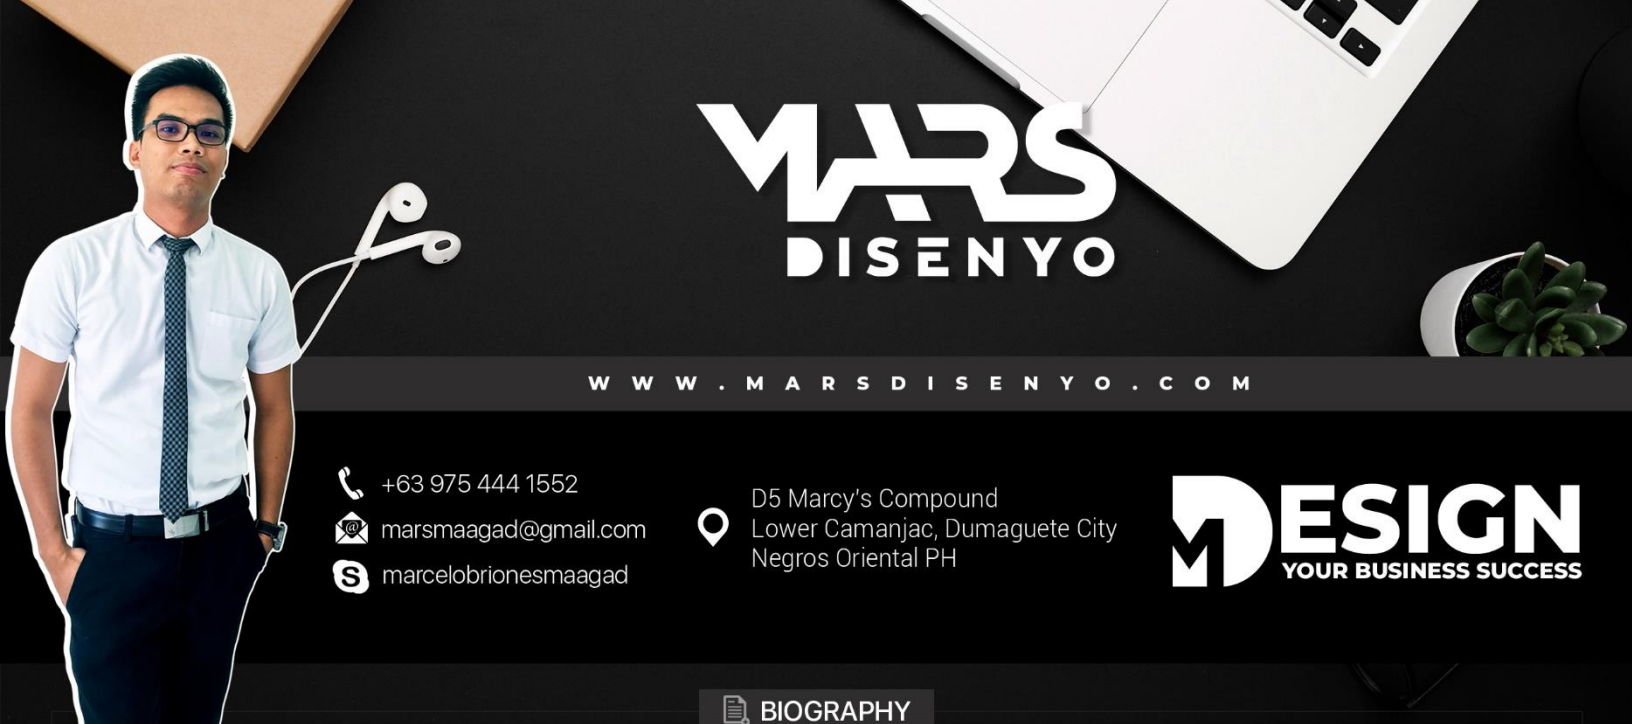 MARS
DISENYO
WWW.MARSDISENYO.COM
+63 975 444 1552
marsmaagad@gmail.com
marcelobrionesmaagad
D5 Marcy's Compound
Lower Camanjac, Dumaguete City
Negros Oriental PH
DESIGN
YOUR BUSINESS SUCCESS
BIOGRAPHY